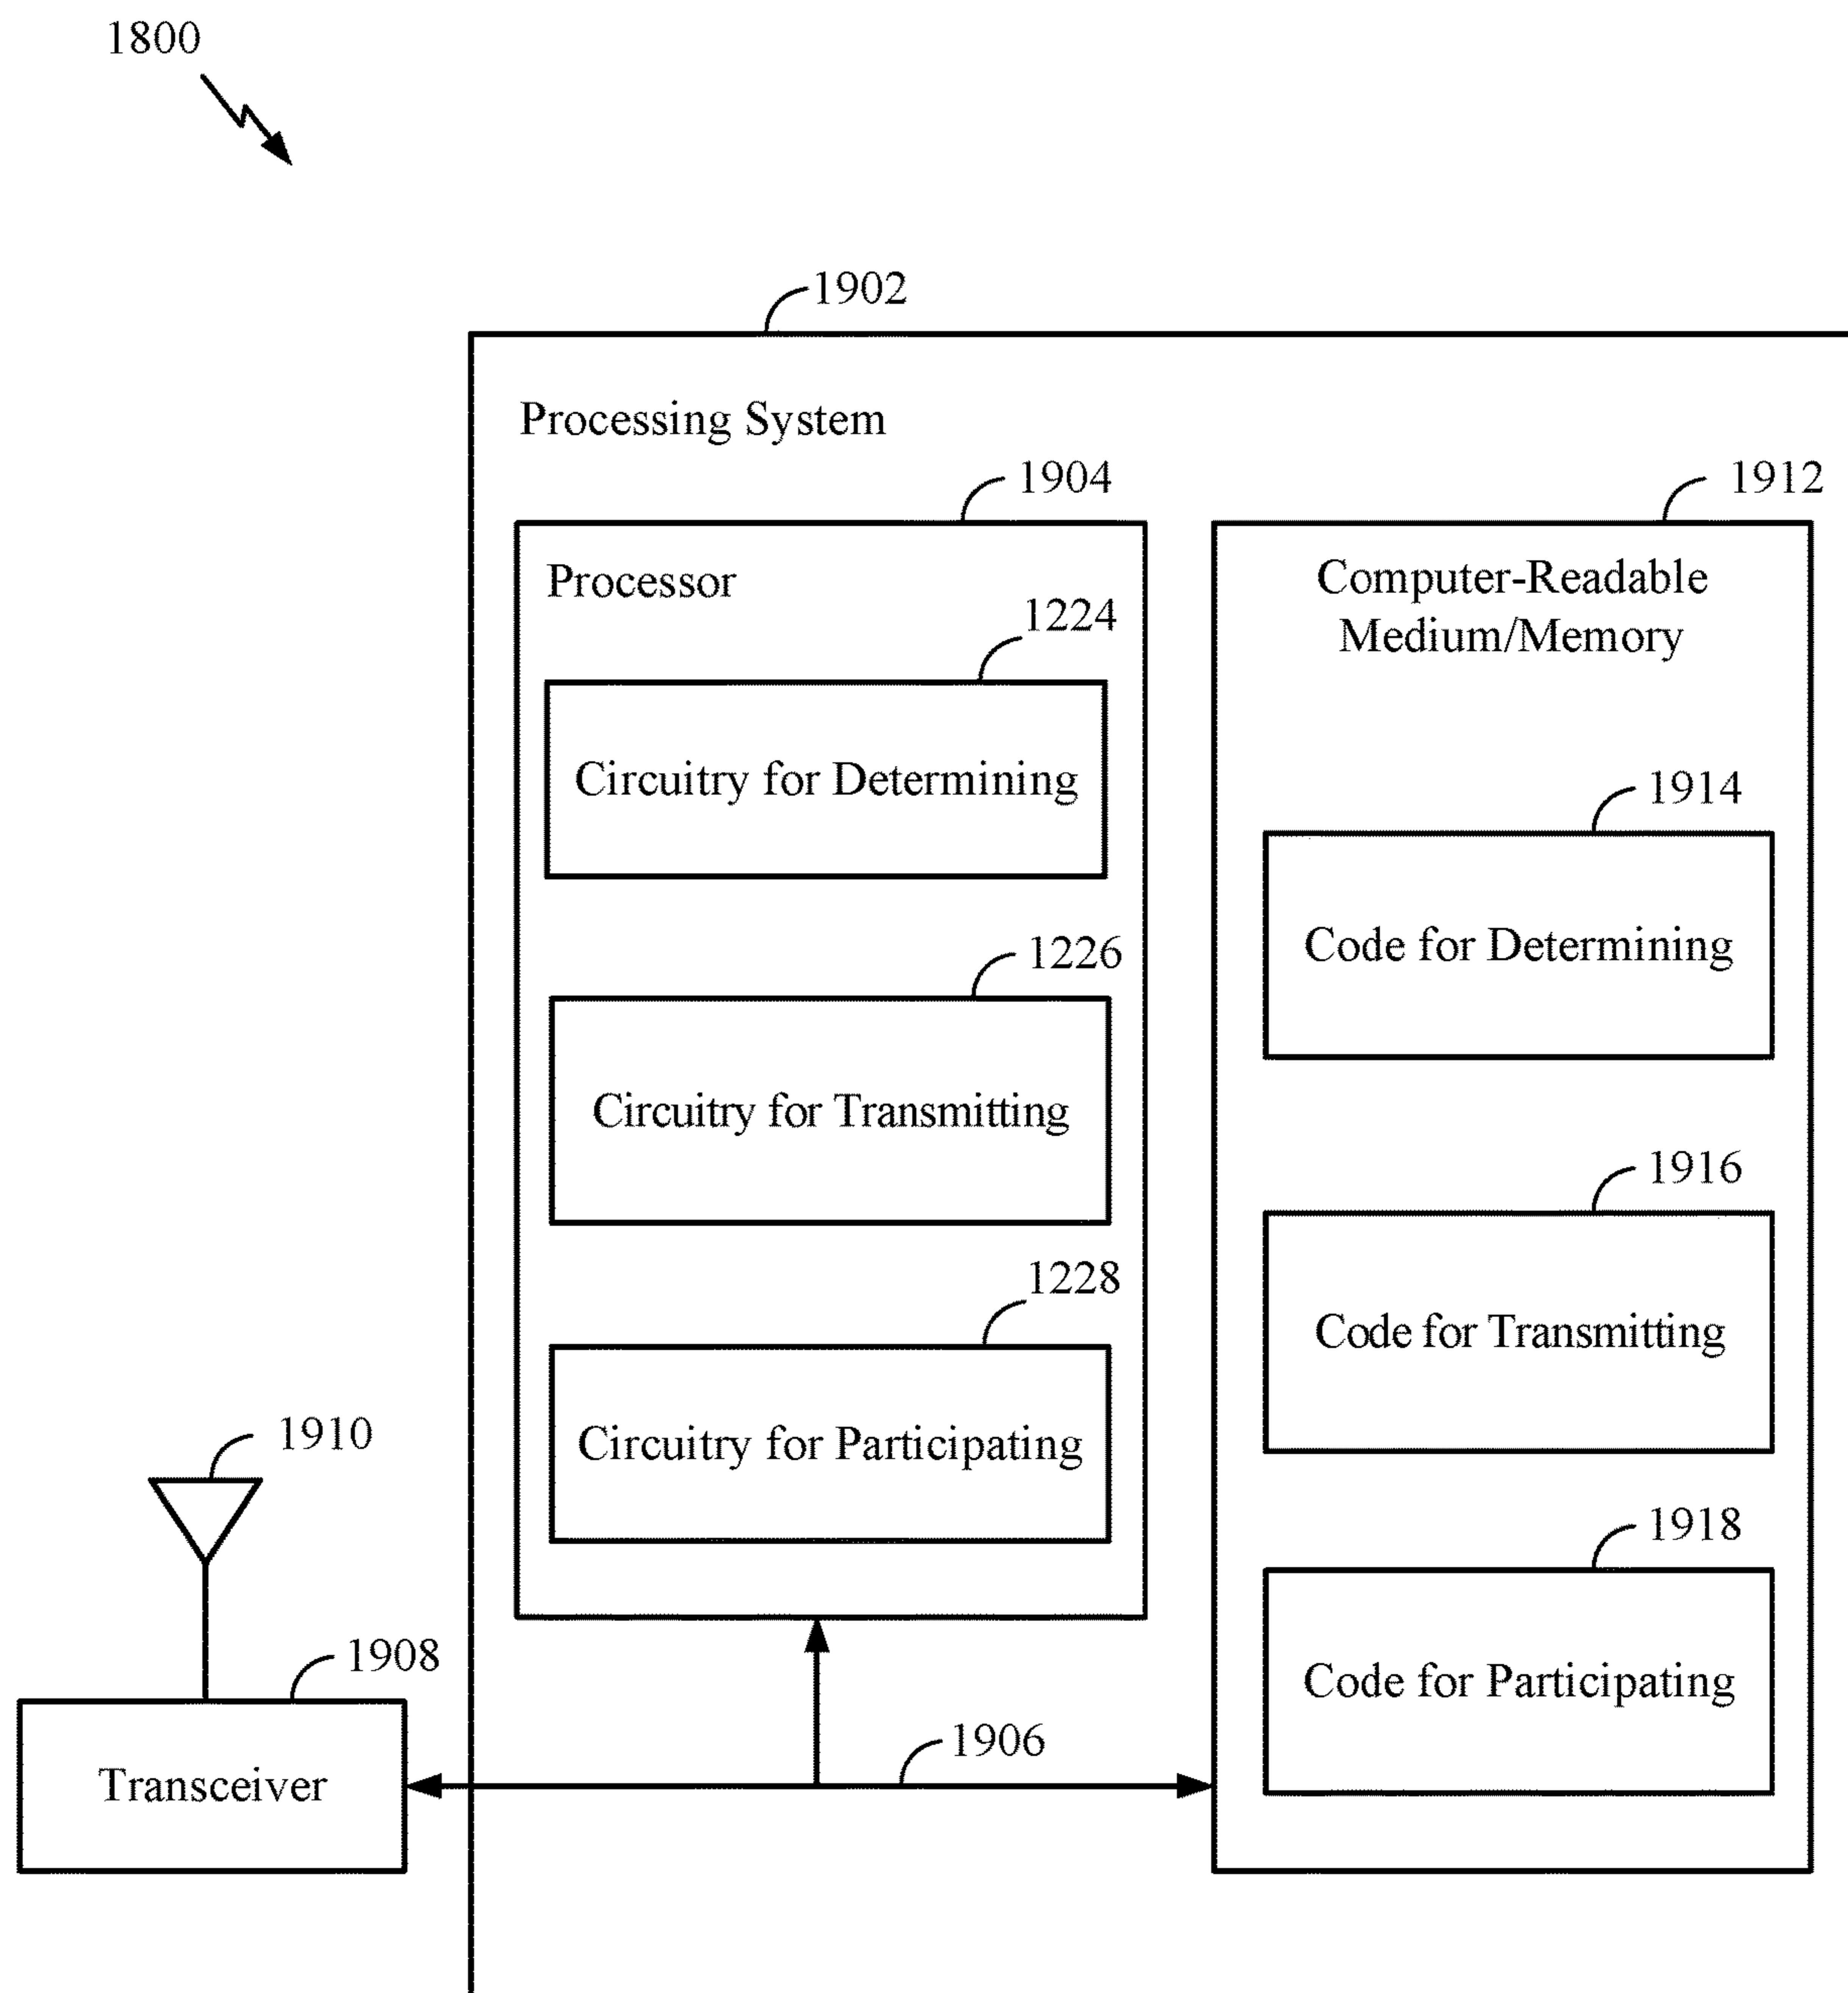 1800
1902
Processing System
1904
1912
Processor
Computer-Readable
Medium/Memory
1224
Circuitry for Determining
1914
Code for Determining
1226
Circuitry for Transmitting
1916
Code for Transmitting
1228
Circuitry for Participating
1918
Code for Participating
1910
1908
Transceiver
1906